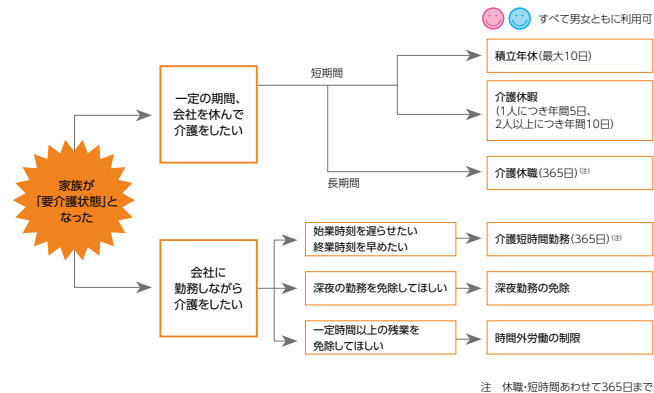 すべて男女ともに利用可
家族が
「要介護状態」と
なった
一定の期間、
会社を休んで
介護をしたい
短期間
積立年休(最大10日)
介護休暇
(1人につき年間5日、
2人以上につき年間10日)
長期間
介護休職(365日)(注)
会社に
勤務しながら
介護をしたい
始業時刻を遅らせたい
終業時刻を早めたい
介護短時間勤務(365日)(注)
深夜の勤務を免除してほしい
深夜勤務の免除
一定時間以上の残業を
免除してほしい
時間外労働の制限
注　休職・短時間あわせて365日まで